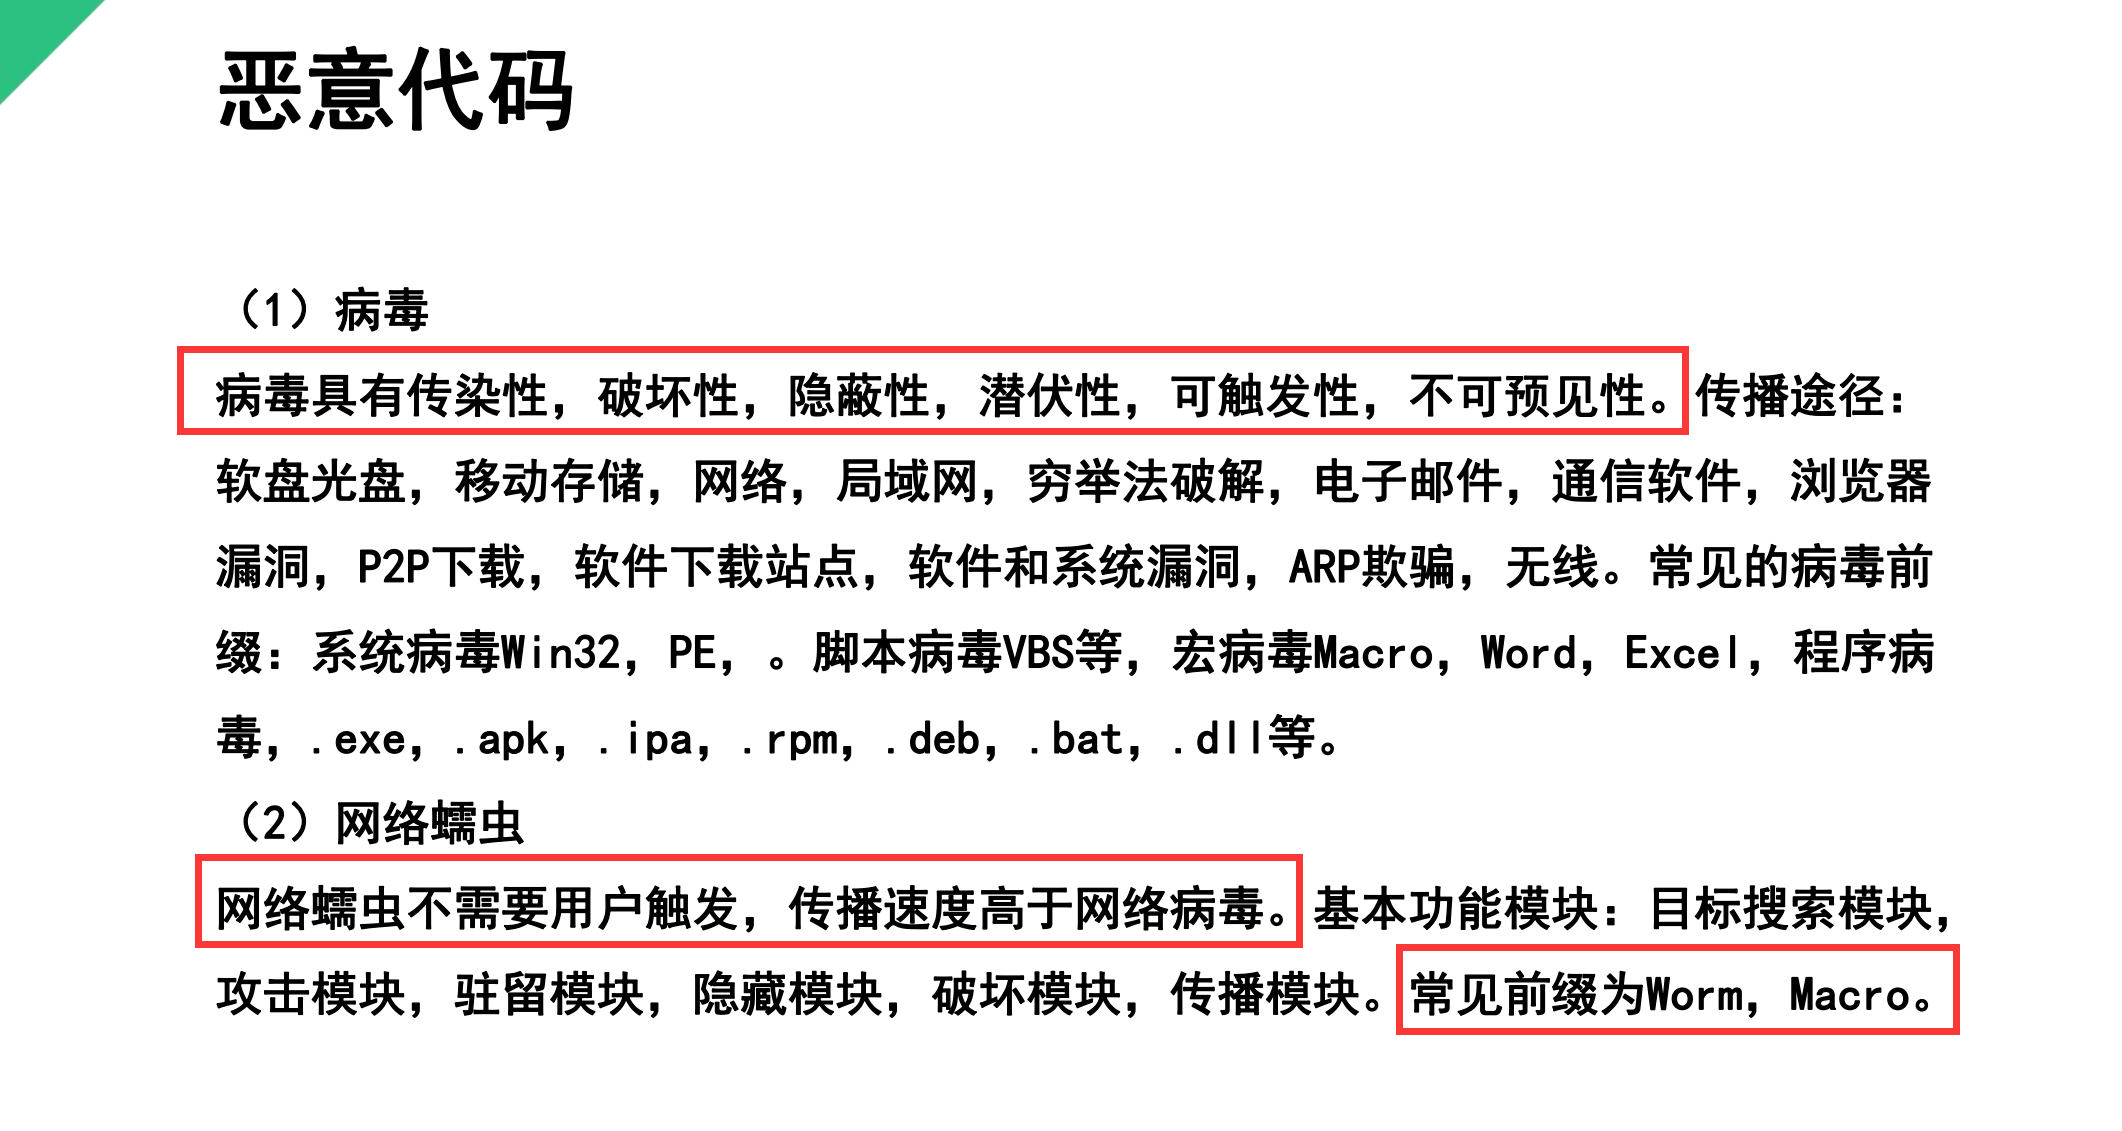 恶意代码
（1）病毒
病毒具有传染性，破坏性，隐蔽性，潜伏性，可触发性，不可预见性。传播途径：
软盘光盘，移动存储，网络，局域网，穷举法破解，电子邮件，通信软件，浏览器
漏洞，P2P下载，软件下载站点，软件和系统漏洞，ARP欺骗，无线。常见的病毒前
缀：系统病毒Win32，PE，。脚本病毒VBS等，宏病毒Macro，Word，Excel，程序病
毒，.exe，.apk，.ipa，.rpm，.deb，.bat，.dll等。
（2）网络蠕虫
网络蠕虫不需要用户触发，传播速度高于网络病毒。基本功能模块：目标搜索模块，
攻击模块，驻留模块，隐藏模块，破坏模块，传播模块。常见前缀为Worm，Macro。